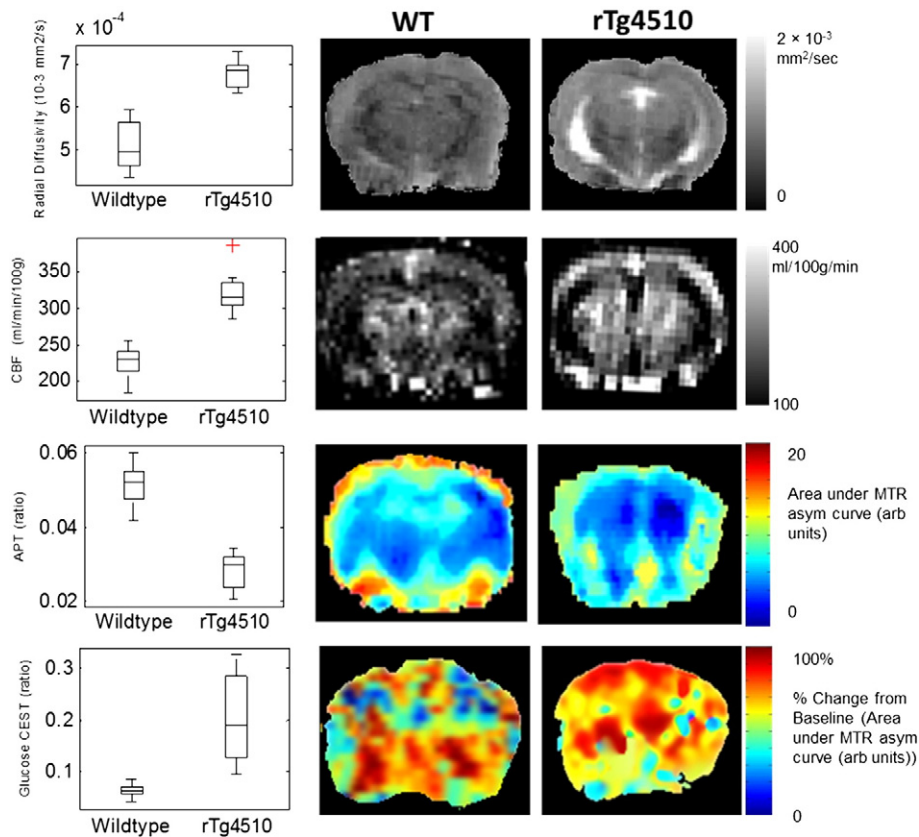 WT
rTg4510
× 10⁻⁴
Radial Diffusivity (10-3 mm2/s)
7
6
5
Wildtype
rTg4510
2 × 10⁻³
mm²/sec
0
CBF (ml/min/100g)
350
300
250
200
Wildtype
rTg4510
400
ml/100g/min
100
APT (ratio)
0.06
0.04
0.02
Wildtype
rTg4510
20
Area under MTR
asym curve (arb
units)
0
Glucose CEST (ratio)
0.3
0.2
0.1
Wildtype
rTg4510
100%
% Change from
Baseline (Area
under MTR asym
curve (arb units))
0